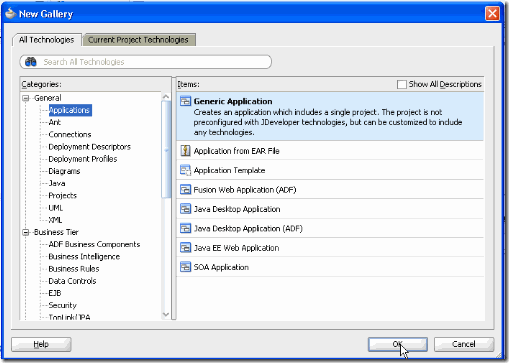 New Gallery
All Technologies
Current Project Technologies
Search All Technologies
Categories:
General
Applications
Ant
Connections
Deployment Descriptors
Deployment Profiles
Diagrams
Java
Projects
UML
XML
Business Tier
ADF Business Components
Business Intelligence
Business Rules
Data Controls
EJB
Security
TopLink/JPA
Items:
Show All Descriptions
Generic Application
Creates an application which includes a single project. The project is not
preconfigured with JDeveloper technologies, but can be customized to include
any technologies.
Application from EAR File
Application Template
Fusion Web Application (ADF)
Java Desktop Application
Java Desktop Application (ADF)
Java EE Web Application
SOA Application
Help
OK
Cancel